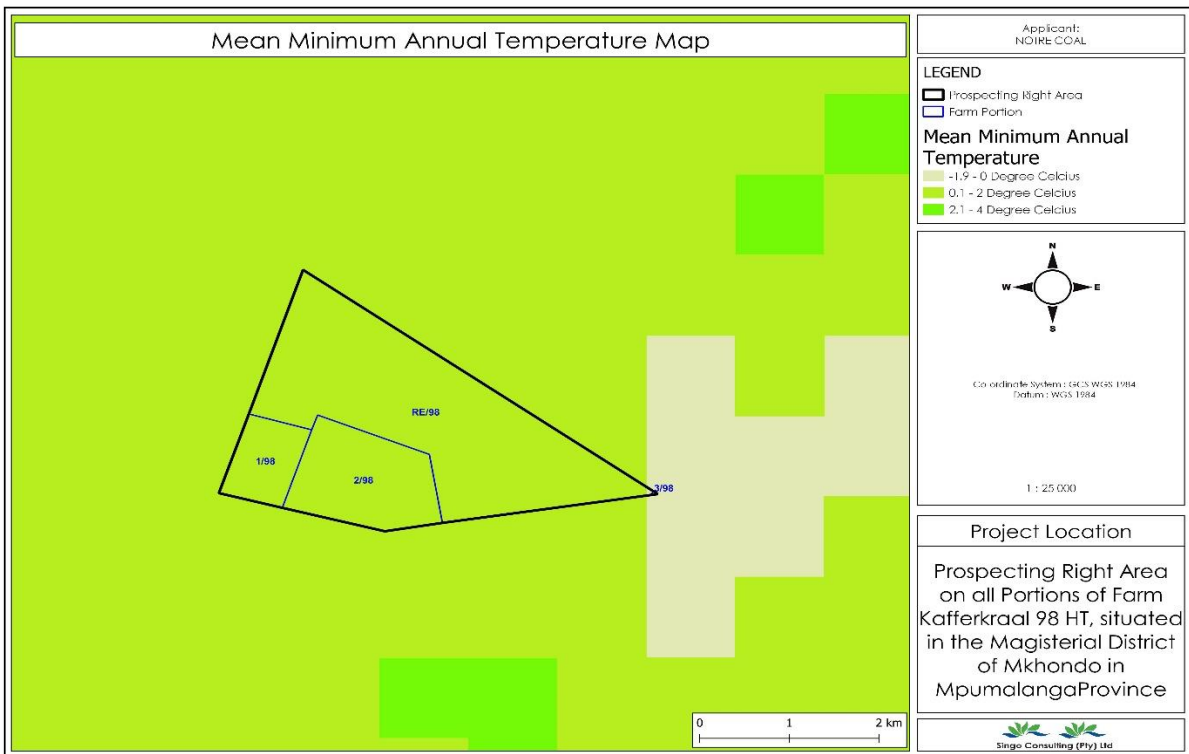 Mean Minimum Annual Temperature Map
RE/98
1/98
2/98
3/98
0 1 2 km
Applicant:
NOIRE COAL
LEGEND
Prospecting Right Area
Farm Portion
Mean Minimum Annual
Temperature
-1.9 - 0 Degree Celcius
0.1 - 2 Degree Celcius
2.1 - 4 Degree Celcius
N
W E
S
Co ordinate System : GCS WGS 1984
Datum : WGS 1984
1 : 25 000
Project Location
Prospecting Right Area
on all Portions of Farm
Kafferkraal 98 HT, situated
in the Magisterial District
of Mkhondo in
MpumalangaProvince
Singo Consulting (Pty) Ltd